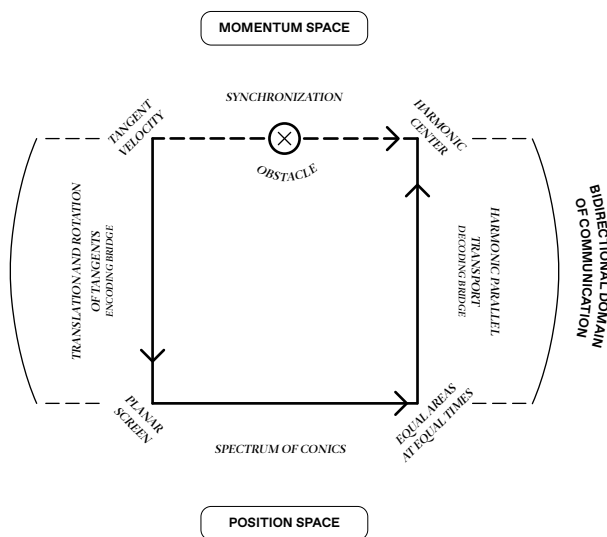 MOMENTUM SPACE
SYNCHRONIZATION
TANGENT
VELOCITY
HARMONIC
CENTER
OBSTACLE
TRANSLATION AND ROTATION
OF TANGENTS
ENCODING BRIDGE
HARMONIC PARALLEL
TRANSPORT
DECODING BRIDGE
BIDIRECTIONAL DOMAIN
OF COMMUNICATION
PLANAR
SCREEN
EQUAL AREAS
AT EQUAL TIMES
SPECTRUM OF CONICS
POSITION SPACE